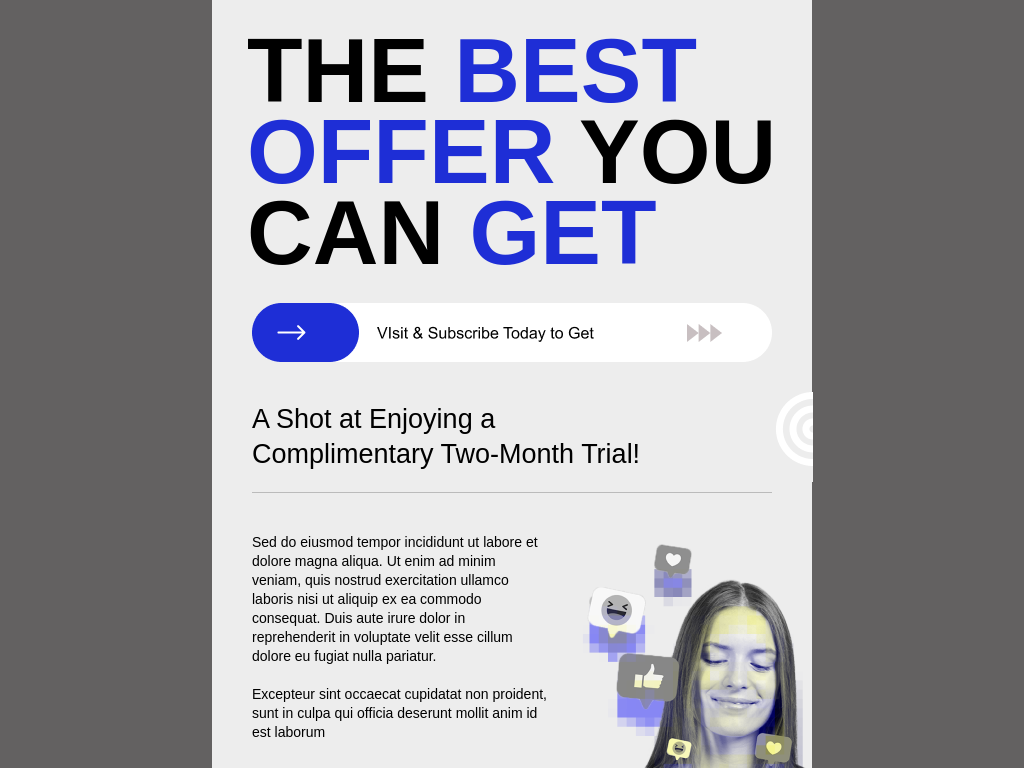 THE BEST
OFFER YOU
CAN GET
VIsit & Subscribe Today to Get
A Shot at Enjoying a
Complimentary Two-Month Trial!
Sed do eiusmod tempor incididunt ut labore et
dolore magna aliqua. Ut enim ad minim
veniam, quis nostrud exercitation ullamco
laboris nisi ut aliquip ex ea commodo
consequat. Duis aute irure dolor in
reprehenderit in voluptate velit esse cillum
dolore eu fugiat nulla pariatur.
Excepteur sint occaecat cupidatat non proident,
sunt in culpa qui officia deserunt mollit anim id
est laborum